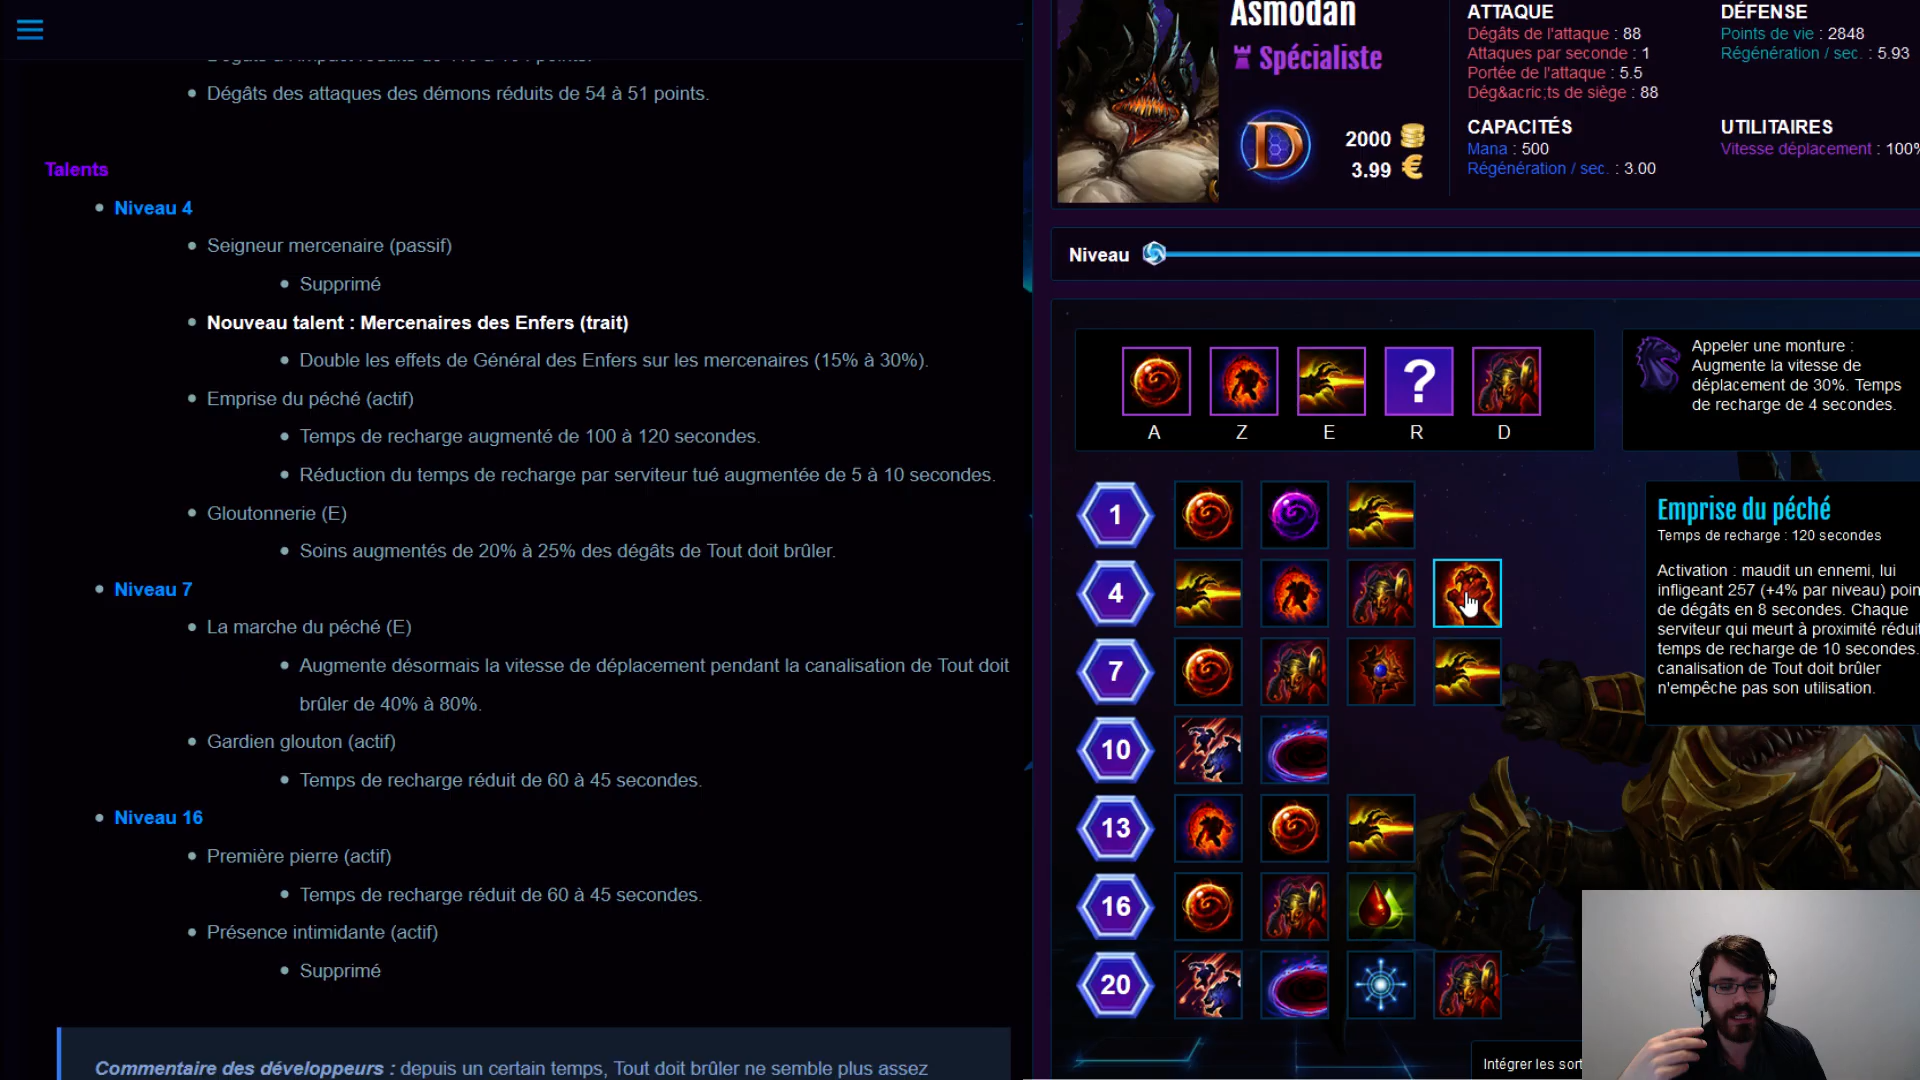 Dégâts des attaques des démons réduits de 54 à 51 points.
Talents
Niveau 4
Seigneur mercenaire (passif)
Supprimé
Nouveau talent : Mercenaires des Enfers (trait)
Double les effets de Général des Enfers sur les mercenaires (15% à 30%).
Emprise du péché (actif)
Temps de recharge augmenté de 100 à 120 secondes.
Réduction du temps de recharge par serviteur tué augmentée de 5 à 10 secondes.
Gloutonnerie (E)
Soins augmentés de 20% à 25% des dégâts de Tout doit brûler.
Niveau 7
La marche du péché (E)
Augmente désormais la vitesse de déplacement pendant la canalisation de Tout doit
brûler de 40% à 80%.
Gardien glouton (actif)
Temps de recharge réduit de 60 à 45 secondes.
Niveau 16
Première pierre (actif)
Temps de recharge réduit de 60 à 45 secondes.
Présence intimidante (actif)
Supprimé
Commentaire des développeurs : depuis un certain temps, Tout doit brûler ne semble plus assez
Asmodan
Spécialiste
2000
3.99 €
ATTAQUE
Dégâts de l'attaque : 88
Attaques par seconde : 1
Portée de l'attaque : 5.5
Dég&acric;ts de siège : 88
DÉFENSE
Points de vie : 2848
Régénération / sec. : 5.93
CAPACITÉS
Mana : 500
Régénération / sec. : 3.00
UTILITAIRES
Vitesse déplacement : 100%
Niveau
?
A Z E R D
Appeler une monture :
Augmente la vitesse de
déplacement de 30%. Temps
de recharge de 4 secondes.
1
4
7
10
13
16
20
Emprise du péché
Temps de recharge : 120 secondes
Activation : maudit un ennemi, lui
infligeant 257 (+4% par niveau) poin
de dégâts en 8 secondes. Chaque
serviteur qui meurt à proximité réduit
temps de recharge de 10 secondes.
canalisation de Tout doit brûler
n'empêche pas son utilisation.
Intégrer les sort